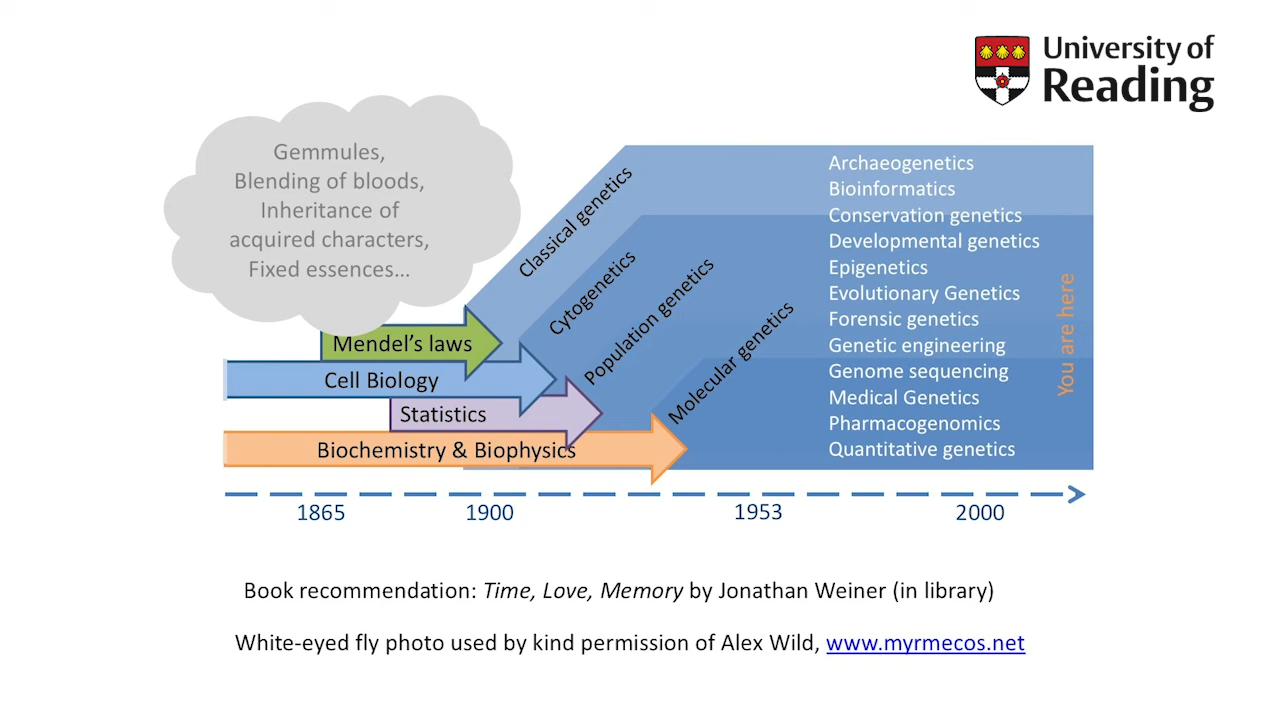 University of
Reading
Gemmules,
Blending of bloods,
Inheritance of
acquired characters,
Fixed essences…
Classical genetics
Cytogenetics
Population genetics
Molecular genetics
Archaeogenetics
Bioinformatics
Conservation genetics
Developmental genetics
Epigenetics
Evolutionary Genetics
Forensic genetics
Genetic engineering
Genome sequencing
Medical Genetics
Pharmacogenomics
Quantitative genetics
You are here
Mendel's laws
Cell Biology
Statistics
Biochemistry & Biophysics
1865
1900
1953
2000
Book recommendation: Time, Love, Memory by Jonathan Weiner (in library)
White-eyed fly photo used by kind permission of Alex Wild, www.myrmecos.net